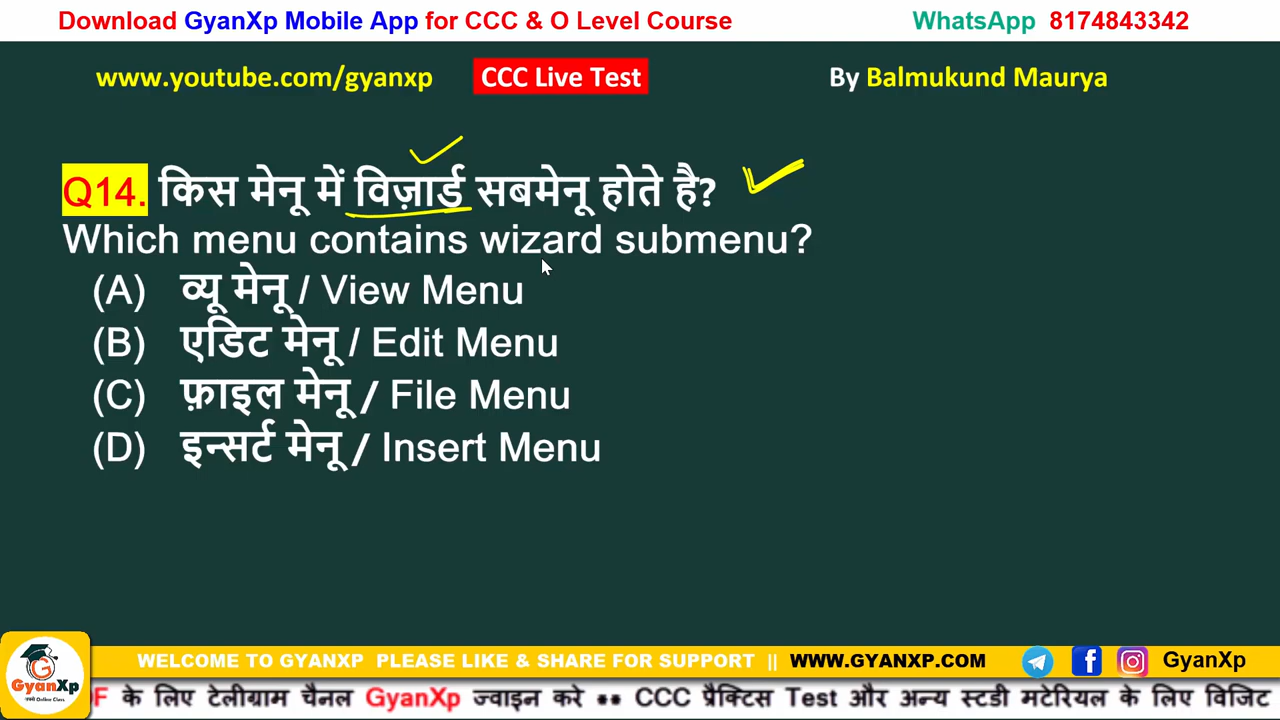 Download GyanXp Mobile App for CCC & O Level Course WhatsApp 8174843342
www.youtube.com/gyanxp CCC Live Test By Balmukund Maurya
Q14. किस मेनू में विज़ार्ड सबमेनू होते है?
Which menu contains wizard submenu?
(A) व्यू मेनू / View Menu
(B) एडिट मेनू / Edit Menu
(C) फ़ाइल मेनू / File Menu
(D) इन्सर्ट मेनू / Insert Menu
WELCOME TO GYANXP PLEASE LIKE & SHARE FOR SUPPORT || WWW.GYANXP.COM GyanXp
GyanXp
के लिए टेलीग्राम चैनल GyanXp ज्वाइन करे •• CCC प्रैक्टिस Test और अन्य स्टडी मटेरियल के लिए विजिट